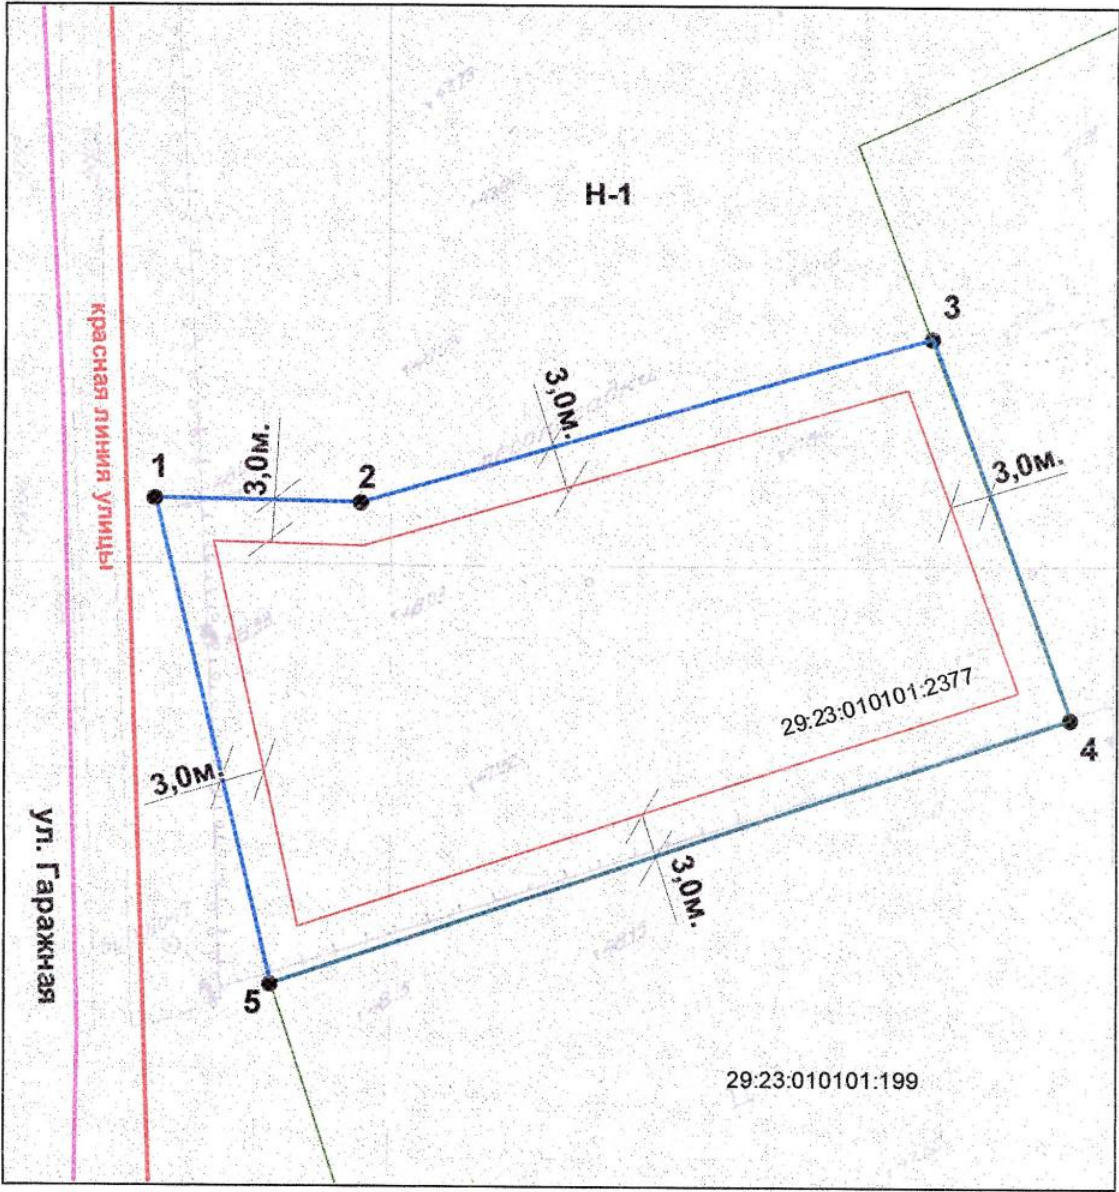 Н-1
3
3,0м.
красная линия улицы
1
3,0м.
2
3,0м.
29:23:010101:2377
4
3,0м.
ул. Гаражная
3,0м.
5
29:23:010101:199